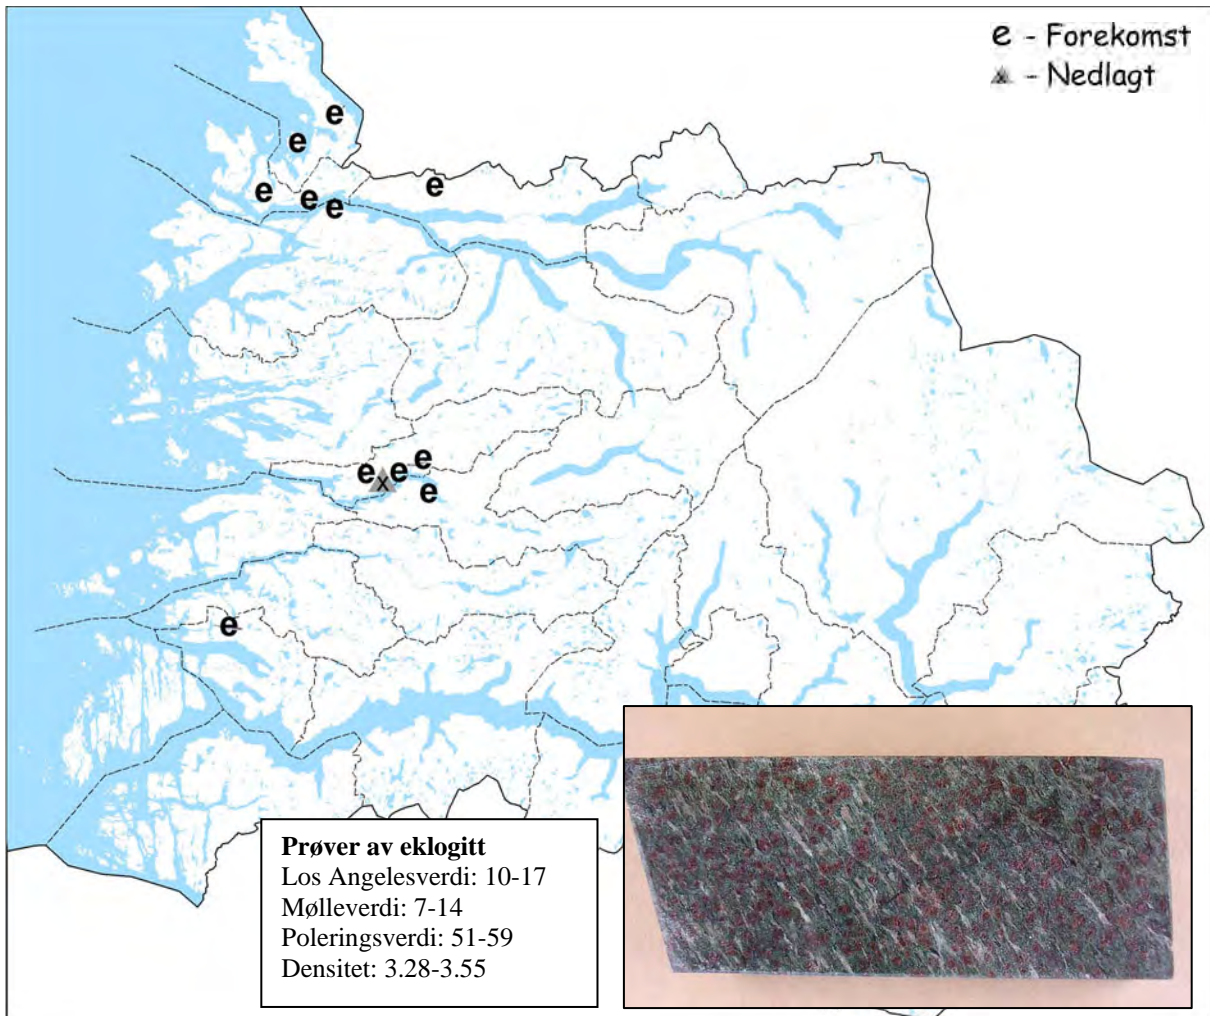 e - Forekomst
- Nedlagt
e
e
e
e
e
e
e
e
e
x
e
e
Prøver av eklogitt
Los Angelesverdi: 10-17
Mølleverdi: 7-14
Poleringsverdi: 51-59
Densitet: 3.28-3.55